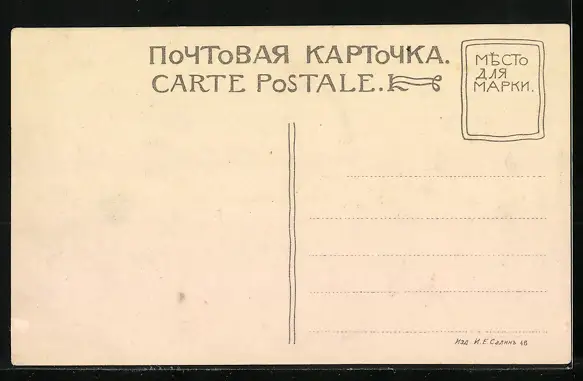 ПОЧТОВАЯ КАРТОЧКА.
CARTE POSTALE.
МѢСТО
ДЛЯ
МАРКИ.
Изд. И.Е.Селинъ 46